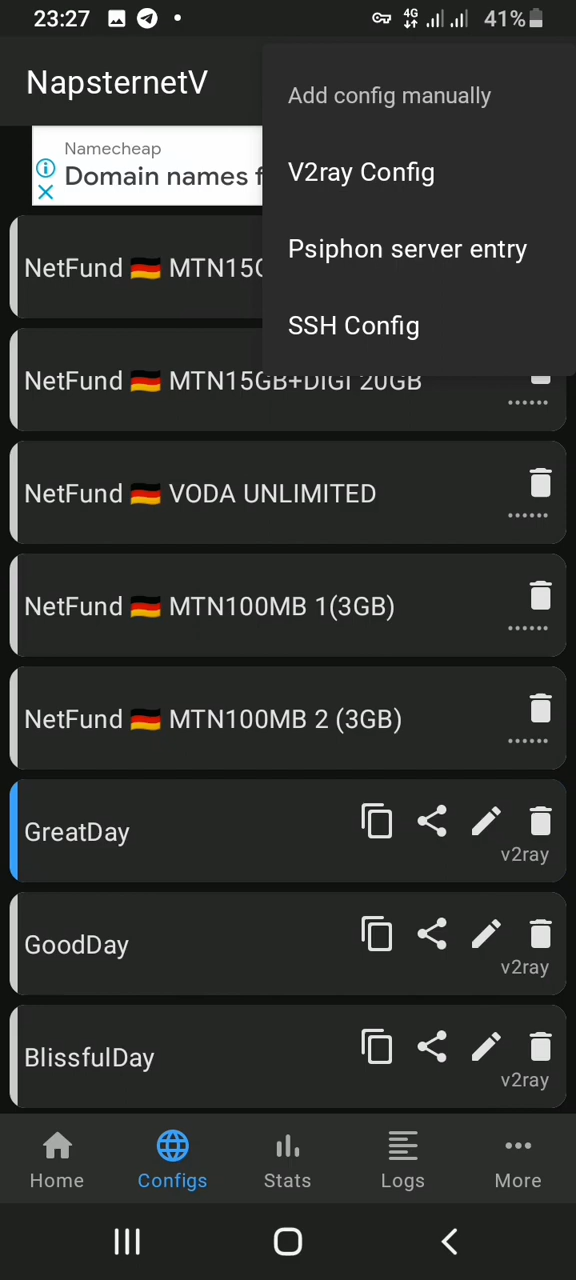 23:27
4G
41%
NapsternetV
Add config manually
V2ray Config
Psiphon server entry
SSH Config
Namecheap
Domain names f
NetFund 🇩🇪 MTN15G
NetFund 🇩🇪 MTN15GB+DIGI 20GB
••••••
NetFund 🇩🇪 VODA UNLIMITED
••••••
NetFund 🇩🇪 MTN100MB 1(3GB)
••••••
NetFund 🇩🇪 MTN100MB 2 (3GB)
••••••
GreatDay
v2ray
GoodDay
v2ray
BlissfulDay
v2ray
Home
Configs
Stats
Logs
More